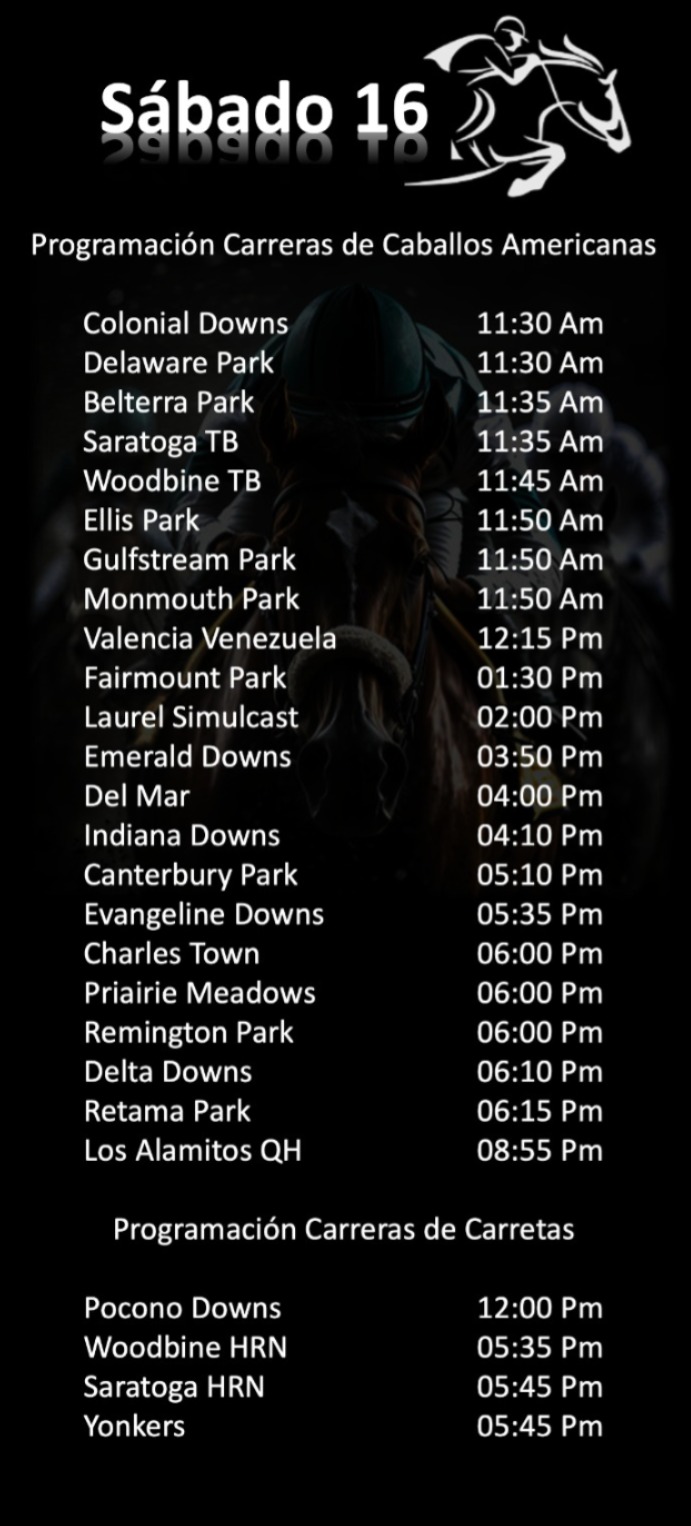 Sábado 16
Programación Carreras de Caballos Americanas
Colonial Downs 11:30 Am
Delaware Park 11:30 Am
Belterra Park 11:35 Am
Saratoga TB 11:35 Am
Woodbine TB 11:45 Am
Ellis Park 11:50 Am
Gulfstream Park 11:50 Am
Monmouth Park 11:50 Am
Valencia Venezuela 12:15 Pm
Fairmount Park 01:30 Pm
Laurel Simulcast 02:00 Pm
Emerald Downs 03:50 Pm
Del Mar 04:00 Pm
Indiana Downs 04:10 Pm
Canterbury Park 05:10 Pm
Evangeline Downs 05:35 Pm
Charles Town 06:00 Pm
Priairie Meadows 06:00 Pm
Remington Park 06:00 Pm
Delta Downs 06:10 Pm
Retama Park 06:15 Pm
Los Alamitos QH 08:55 Pm
Programación Carreras de Carretas
Pocono Downs 12:00 Pm
Woodbine HRN 05:35 Pm
Saratoga HRN 05:45 Pm
Yonkers 05:45 Pm